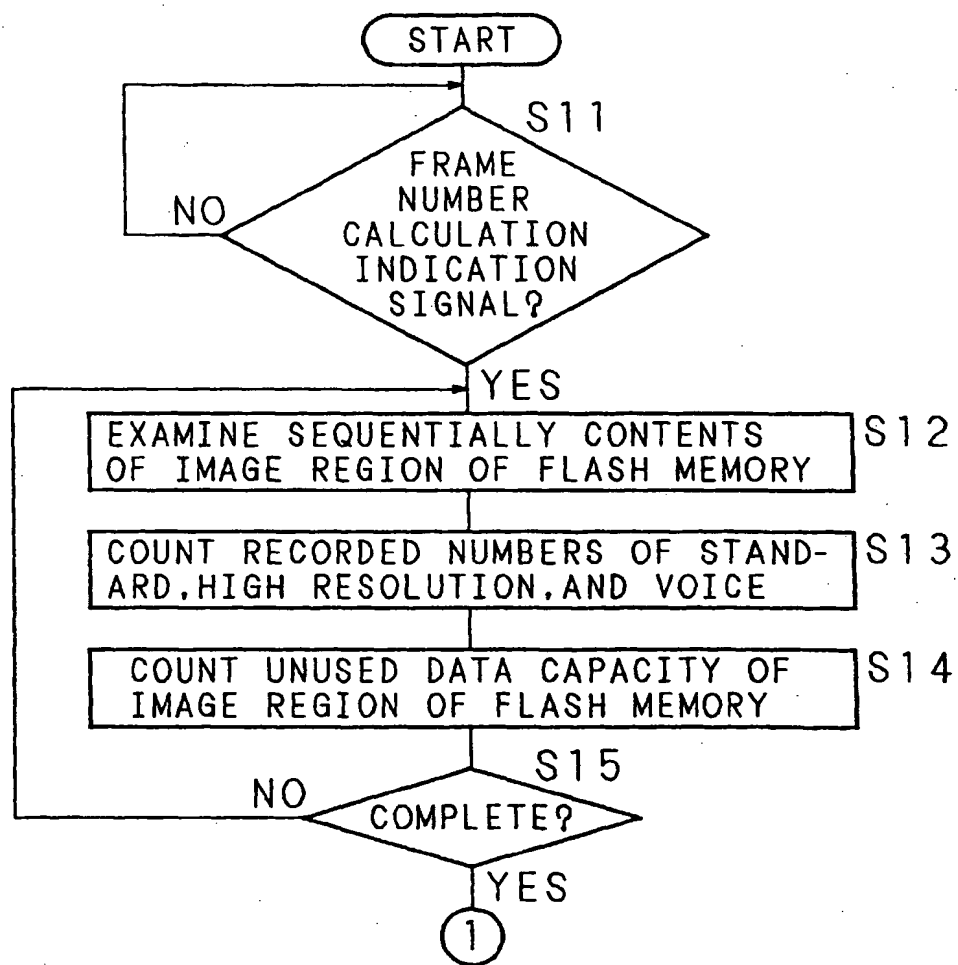 START
S11
FRAME
NUMBER
CALCULATION
INDICATION
SIGNAL?
NO
YES
EXAMINE SEQUENTIALLY CONTENTS
OF IMAGE REGION OF FLASH MEMORY
S12
COUNT RECORDED NUMBERS OF STAND-
ARD,HIGH RESOLUTION,AND VOICE
S13
COUNT UNUSED DATA CAPACITY OF
IMAGE REGION OF FLASH MEMORY
S14
S15
NO
COMPLETE?
YES
1